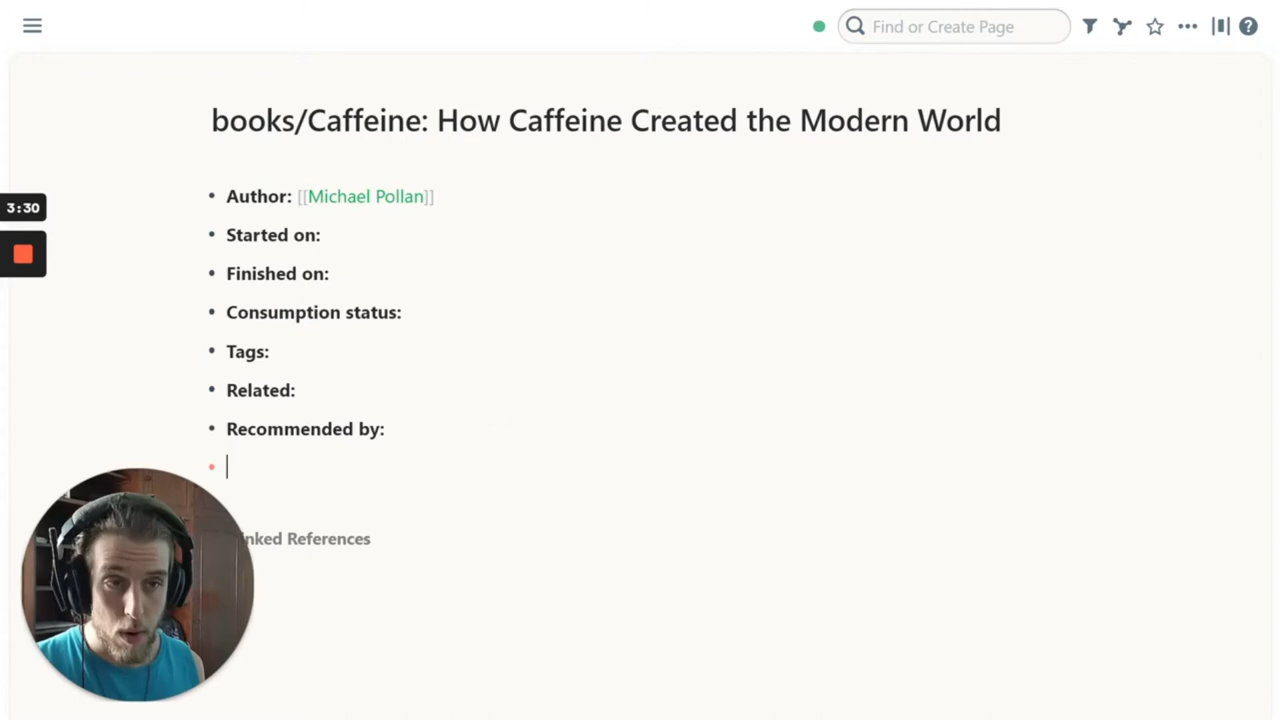 Find or Create Page
books/Caffeine: How Caffeine Created the Modern World
Author: [[Michael Pollan]]
3:30
Started on:
Finished on:
Consumption status:
Tags:
Related:
Recommended by:
References